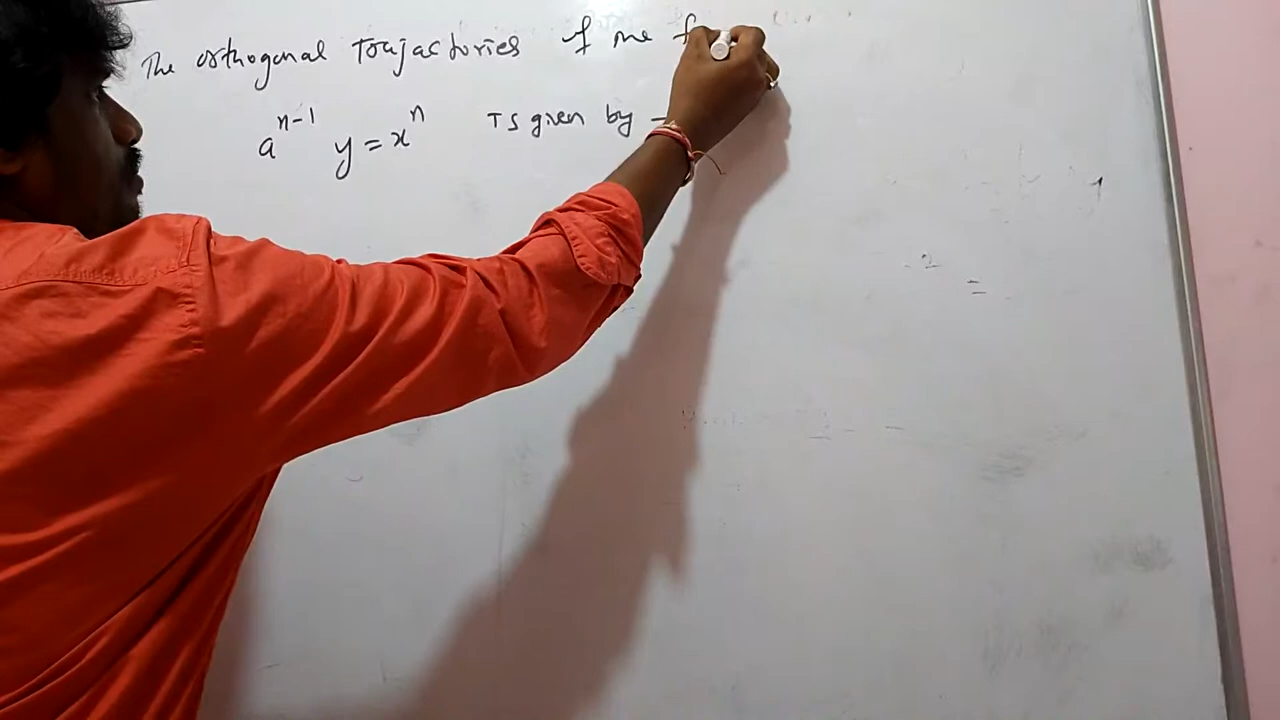 The orthogonal Trajectories of the f
a^{n-1} y = x^n Is given by -